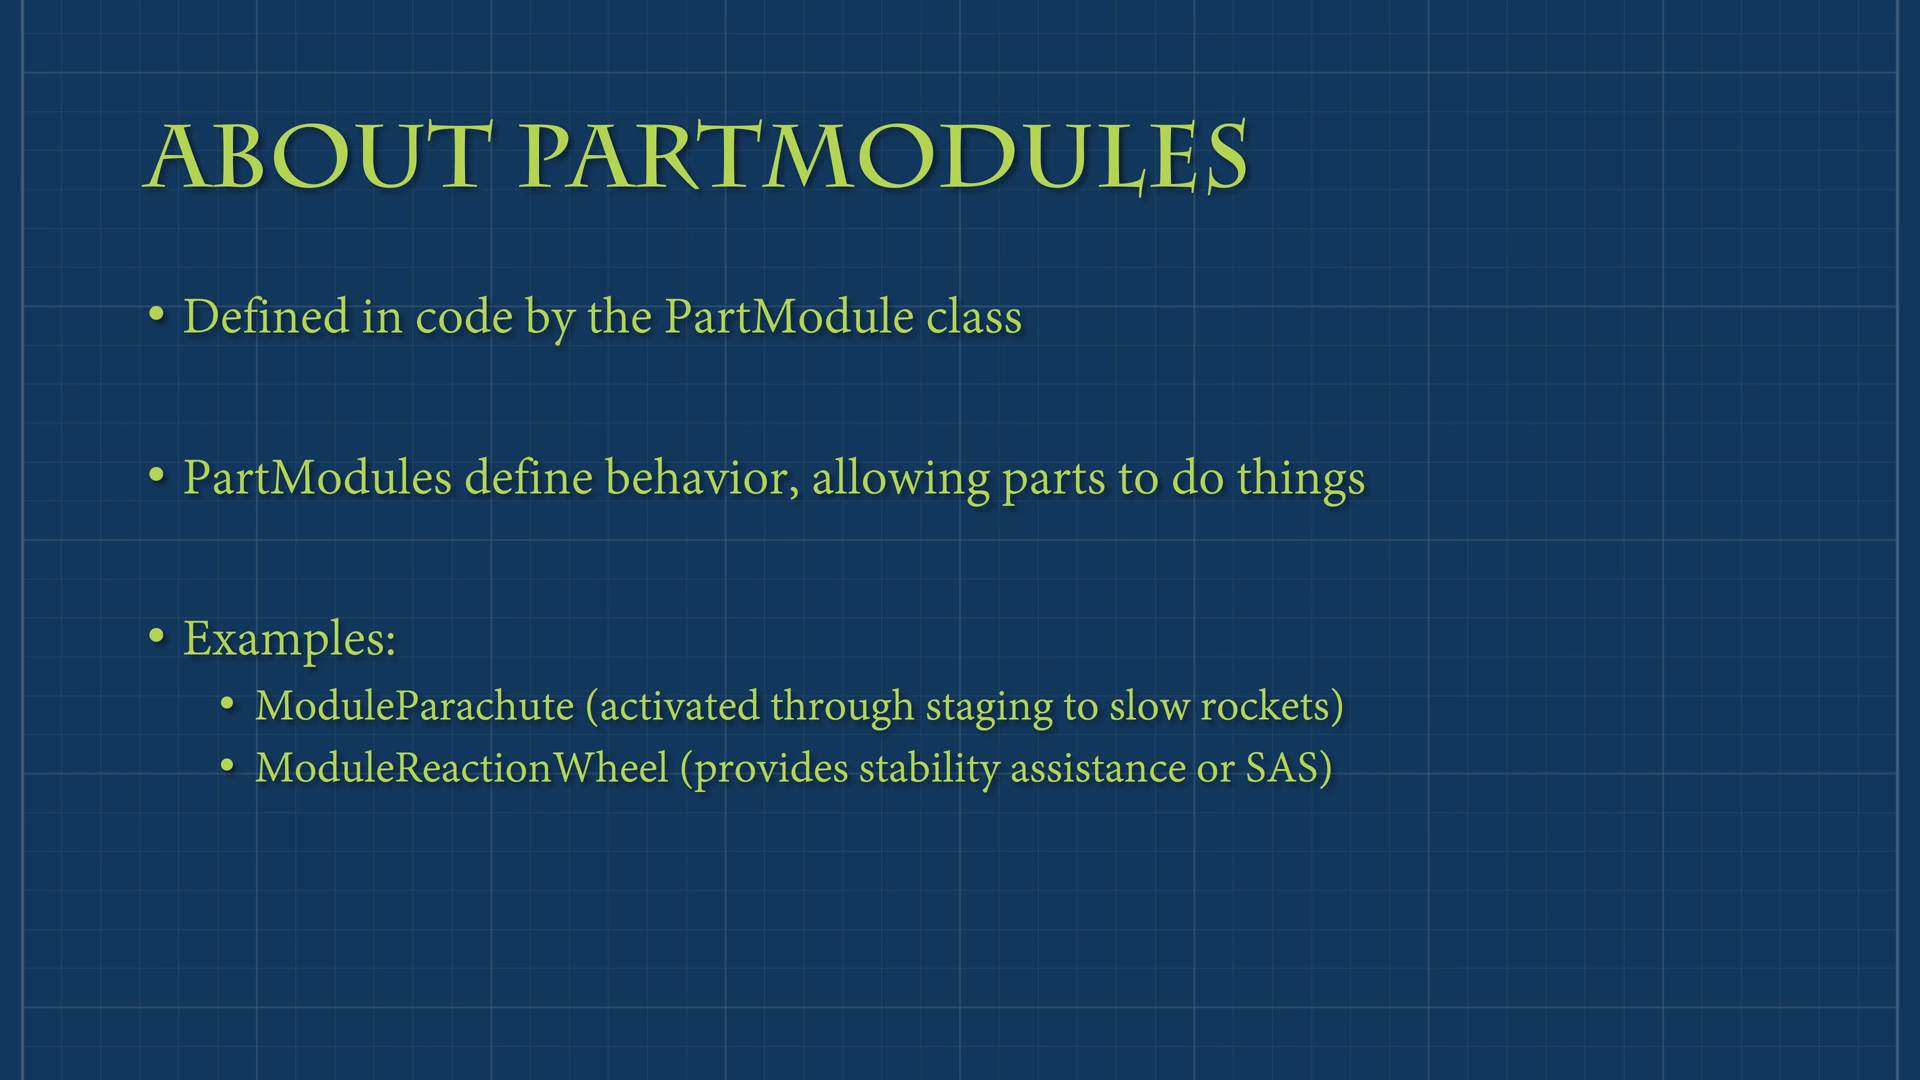 ABOUT PARTMODULES
• Defined in code by the PartModule class
• PartModules define behavior, allowing parts to do things
• Examples:
• ModuleParachute (activated through staging to slow rockets)
• ModuleReactionWheel (provides stability assistance or SAS)